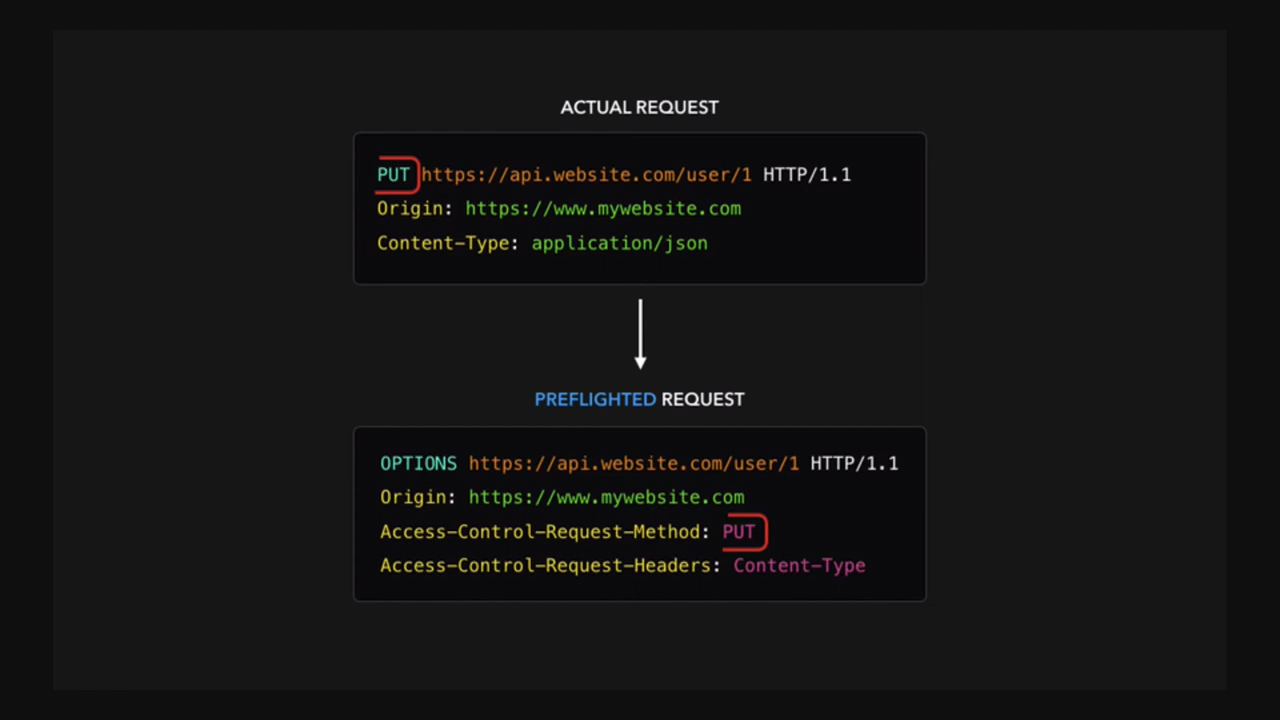 ACTUAL REQUEST
PUT https://api.website.com/user/1 HTTP/1.1
Origin: https://www.mywebsite.com
Content-Type: application/json
PREFLIGHTED REQUEST
OPTIONS https://api.website.com/user/1 HTTP/1.1
Origin: https://www.mywebsite.com
Access-Control-Request-Method: PUT
Access-Control-Request-Headers: Content-Type